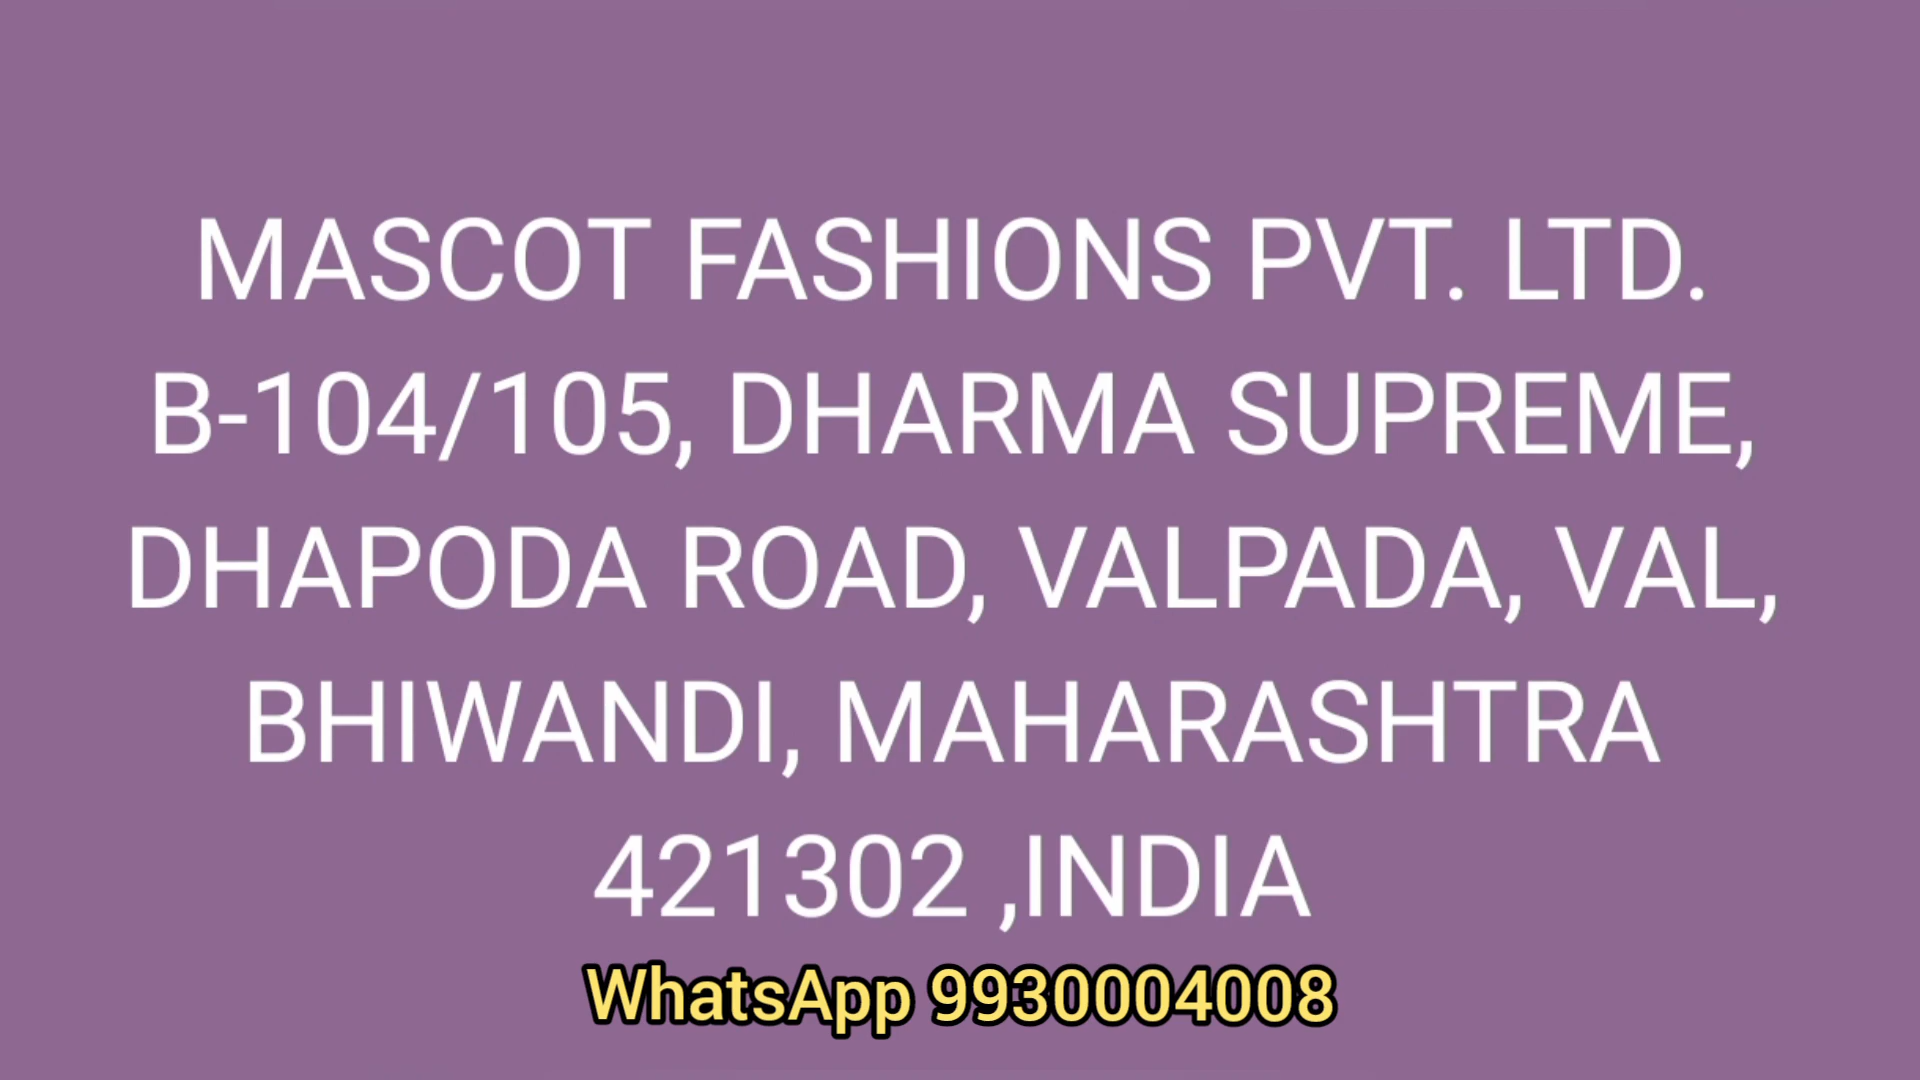 MASCOT FASHIONS PVT. LTD.
B-104/105, DHARMA SUPREME,
DHAPODA ROAD, VALPADA, VAL,
BHIWANDI, MAHARASHTRA
421302 ,INDIA
WhatsApp 9930004008